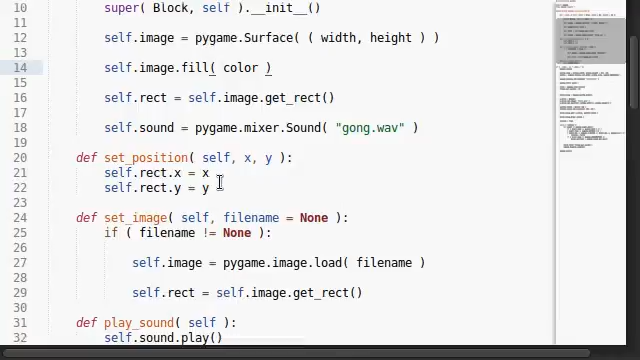 10 super( Block, self ).__init__()
11
12 self.image = pygame.Surface( ( width, height ) )
13
14 self.image.fill( color )
15
16 self.rect = self.image.get_rect()
17
18 self.sound = pygame.mixer.Sound( "gong.wav" )
19
20 def set_position( self, x, y ):
21 self.rect.x = x
22 self.rect.y = y
23
24 def set_image( self, filename = None ):
25 if ( filename != None ):
26
27 self.image = pygame.image.load( filename )
28
29 self.rect = self.image.get_rect()
30
31 def play_sound( self ):
32 self.sound.play()